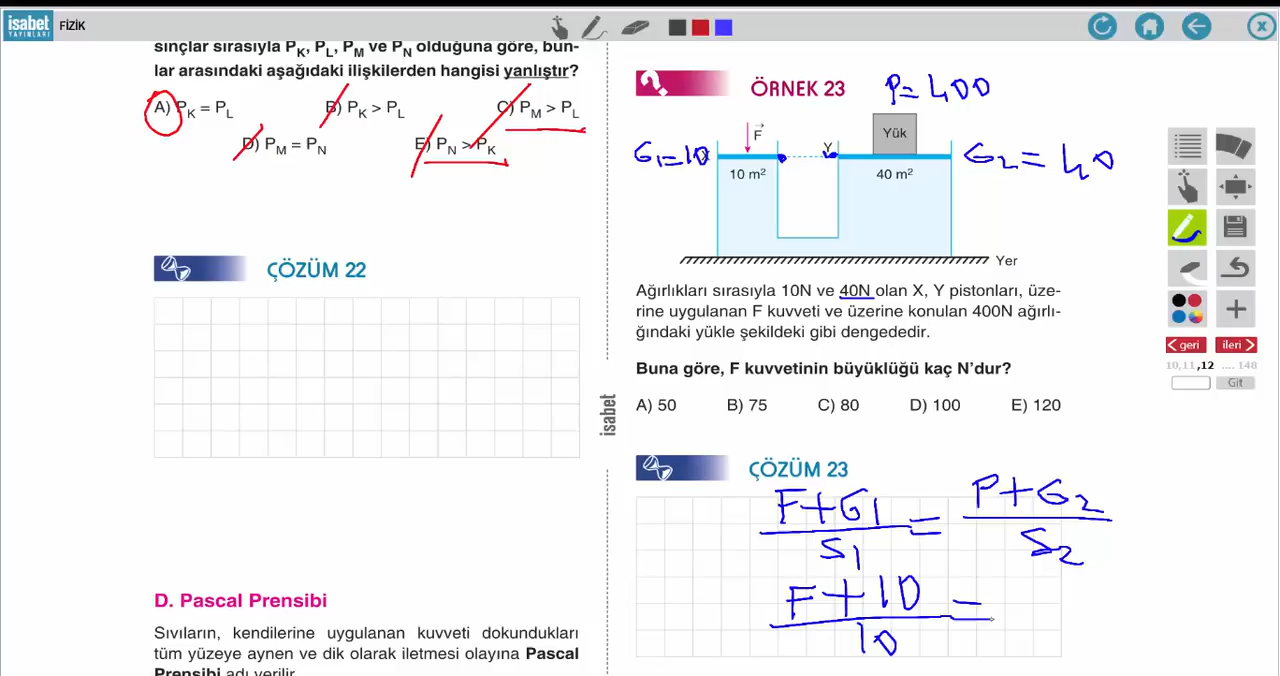 isabet
YAYINLARI
FİZİK
sınçlar sırasıyla PK, PL, PM ve PN olduğuna göre, bun-
lar arasındaki aşağıdaki ilişkilerden hangisi yanlıştır?
A) PK = PL
B) PK > PL
C) PM > PL
D) PM = PN
E) PN > PK
ÇÖZÜM 22
D. Pascal Prensibi
Sıvıların, kendilerine uygulanan kuvveti dokundukları
tüm yüzeye aynen ve dik olarak iletmesi olayına Pascal
Prensibi adı verilir.
isabet
ÖRNEK 23
P=400
F
Yük
G1=10
X
Y
G2=40
10 m²
40 m²
Yer
Ağırlıkları sırasıyla 10N ve 40N olan X, Y pistonları, üze-
rine uygulanan F kuvveti ve üzerine konulan 400N ağırlı-
ğındaki yükle şekildeki gibi dengededir.
Buna göre, F kuvvetinin büyüklüğü kaç N'dur?
A) 50 B) 75 C) 80 D) 100 E) 120
ÇÖZÜM 23
F+G1 = P+G2
S1 S2
F+10 =
10
geri
ileri
10,11,12 .... 148
Git